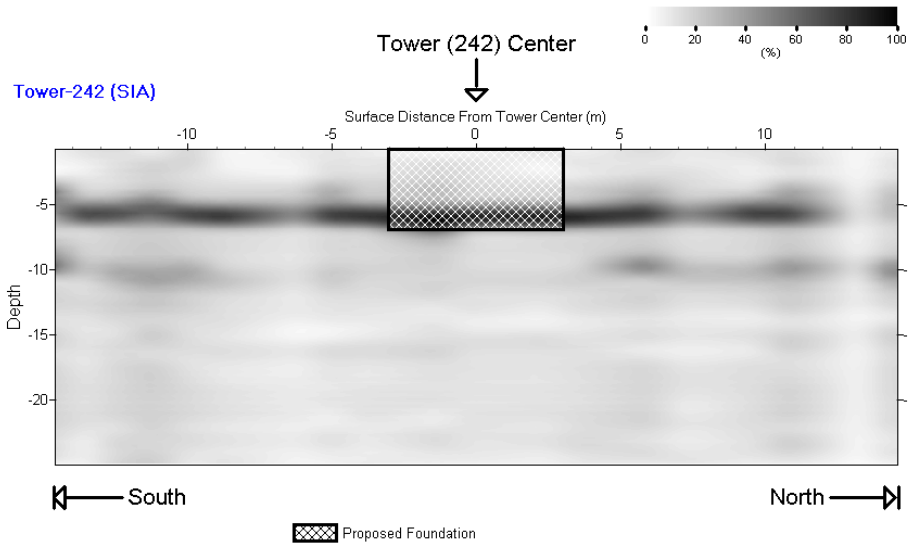 0 20 40 60 80 100
(%)
Tower (242) Center
Tower-242 (SIA)
Surface Distance From Tower Center (m)
-10 -5 0 5 10
-5
-10
-15
-20
Depth
South
North
Proposed Foundation